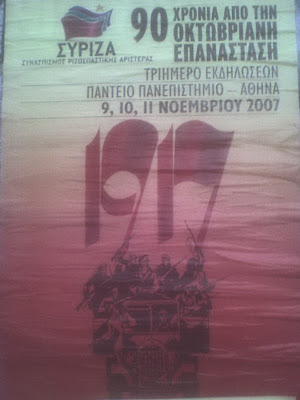 ΣΥΡΙΖΑ
ΣΥΝΑΣΠΙΣΜΟΣ ΡΙΖΟΣΠΑΣΤΙΚΗΣ ΑΡΙΣΤΕΡΑΣ
90 ΧΡΟΝΙΑ ΑΠΟ ΤΗΝ
ΟΚΤΩΒΡΙΑΝΗ
ΕΠΑΝΑΣΤΑΣΗ
ΤΡΙΗΜΕΡΟ ΕΚΔΗΛΩΣΕΩΝ
ΠΑΝΤΕΙΟ ΠΑΝΕΠΙΣΤΗΜΙΟ – ΑΘΗΝΑ
9, 10, 11 ΝΟΕΜΒΡΙΟΥ 2007
1917